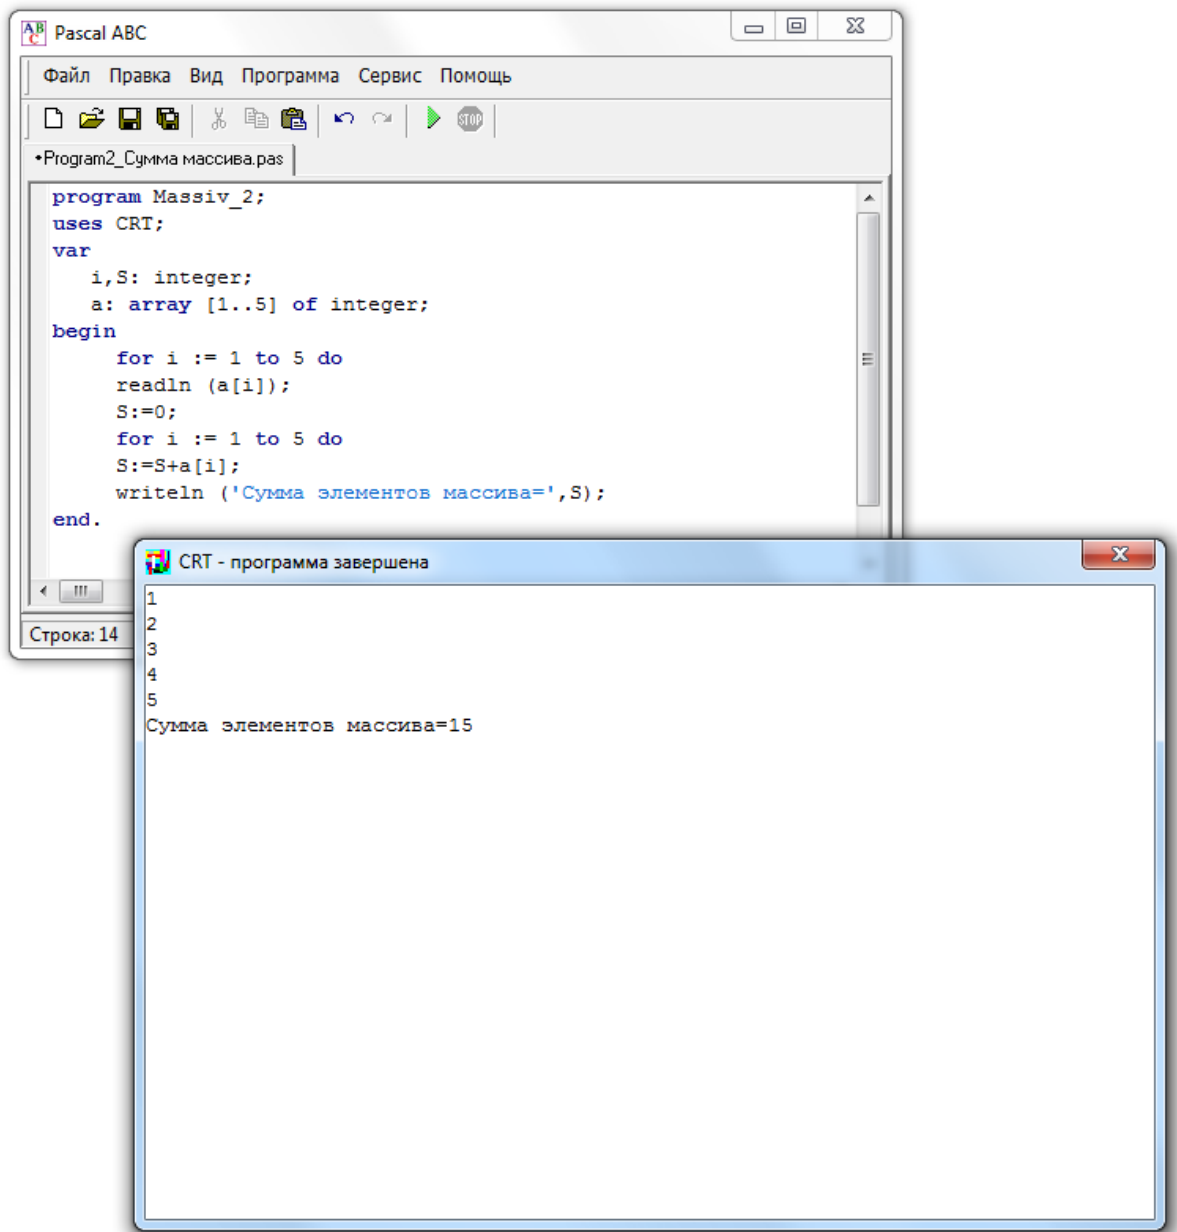 Pascal ABC
Файл Правка Вид Программа Сервис Помощь
STOP
•Program2_Сумма массива.pas
program Massiv_2;
uses CRT;
var
i,S: integer;
a: array [1..5] of integer;
begin
for i := 1 to 5 do
readln (a[i]);
S:=0;
for i := 1 to 5 do
S:=S+a[i];
writeln ('Сумма элементов массива=',S);
end.
Строка: 14
CRT - программа завершена
1
2
3
4
5
Сумма элементов массива=15